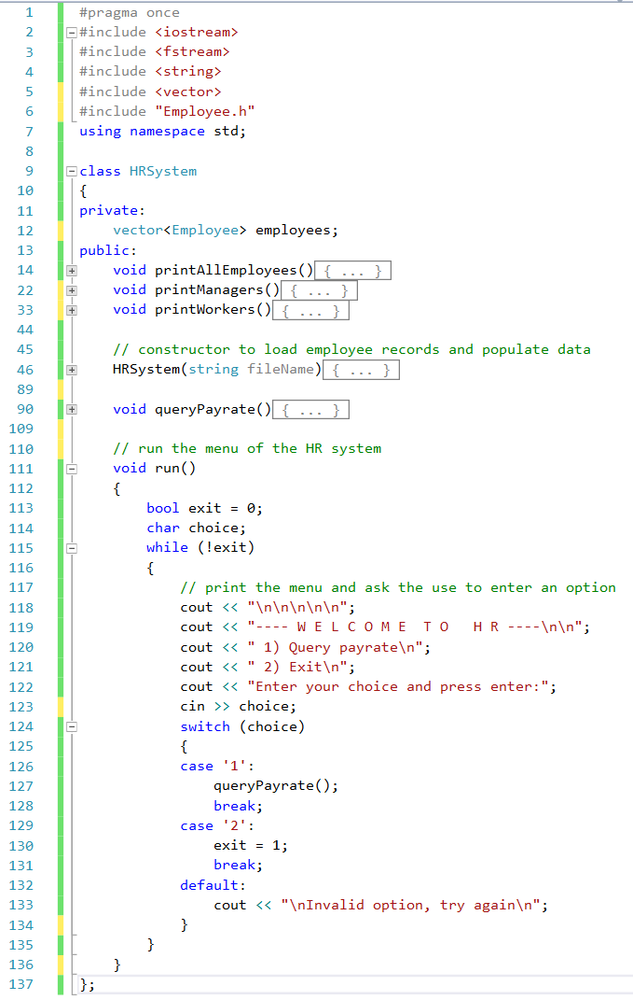 1 #pragma once
2 #include <iostream>
3 #include <fstream>
4 #include <string>
5 #include <vector>
6 #include "Employee.h"
7 using namespace std;
8
9 class HRSystem
10 {
11 private:
12 vector<Employee> employees;
13 public:
14 void printAllEmployees() { ... }
22 void printManagers() { ... }
33 void printWorkers() { ... }
44
45 // constructor to load employee records and populate data
46 HRSystem(string fileName) { ... }
89
90 void queryPayrate() { ... }
109
110 // run the menu of the HR system
111 void run()
112 {
113 bool exit = 0;
114 char choice;
115 while (!exit)
116 {
117 // print the menu and ask the use to enter an option
118 cout << "\n\n\n\n\n";
119 cout << "---- W E L C O M E  T O   H R ----\n\n";
120 cout << " 1) Query payrate\n";
121 cout << " 2) Exit\n";
122 cout << "Enter your choice and press enter:";
123 cin >> choice;
124 switch (choice)
125 {
126 case '1':
127 queryPayrate();
128 break;
129 case '2':
130 exit = 1;
131 break;
132 default:
133 cout << "\nInvalid option, try again\n";
134 }
135 }
136 }
137 };